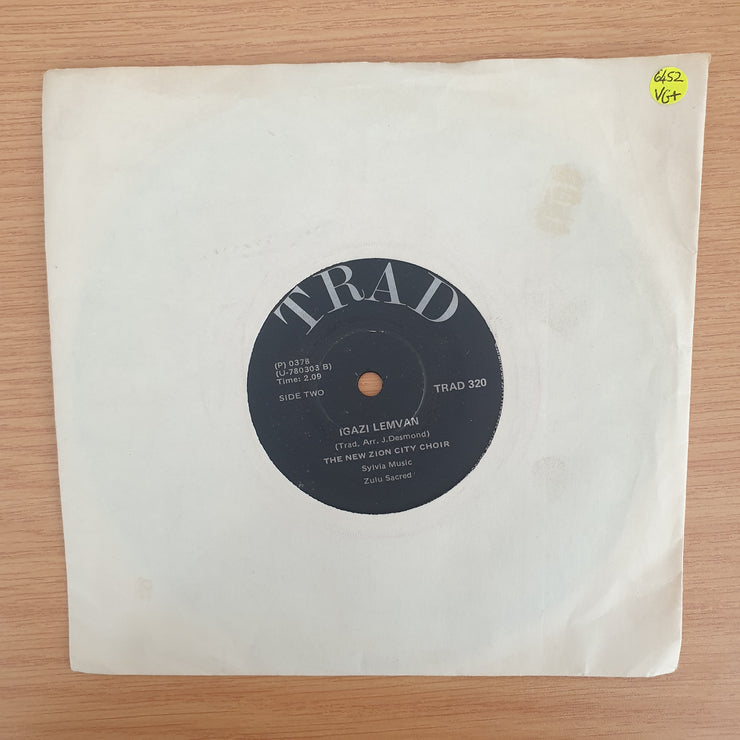 6452
VG+
TRAD
(P) 0378
(U-780303 B)
Time: 2.09
SIDE TWO
TRAD 320
IGAZI LEMVAN
(Trad. Arr. J.Desmond)
THE NEW ZION CITY CHOIR
Sylvia Music
Zulu Sacred